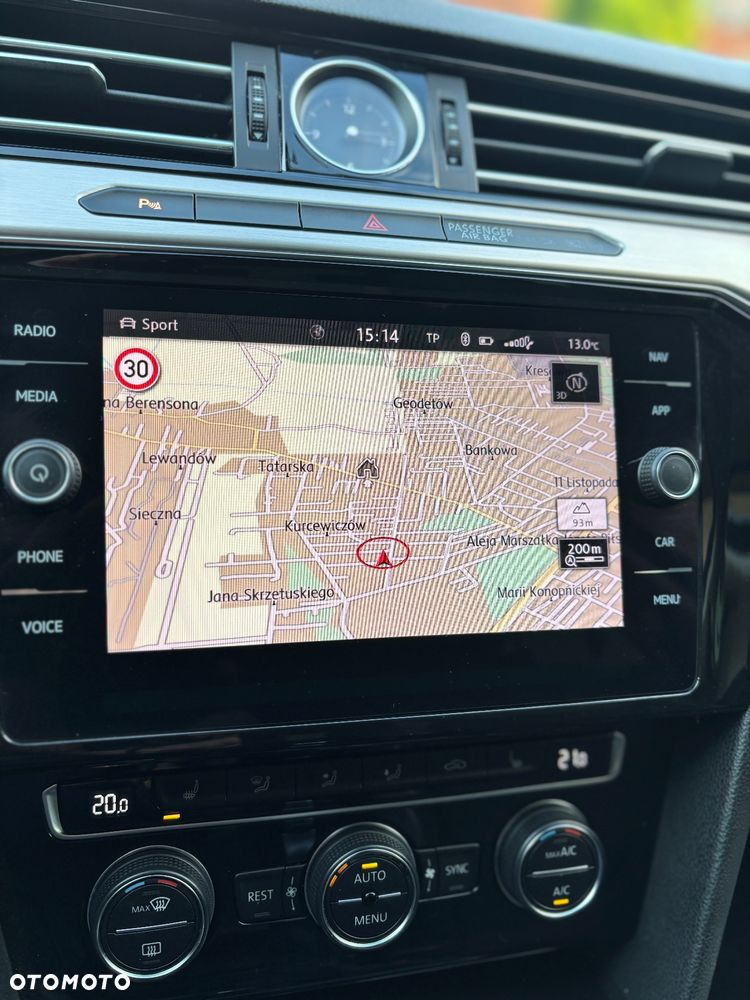 12
P
PASSENGER
AIR BAG
RADIO
MEDIA
PHONE
VOICE
Sport
15:14
TP
13.0°C
30
na Berensona
Geodetów
Lewandów
Tatarska
Bankowa
11 Listopada
Sieczna
Kurcewiczów
Aleja Marszałka
Jana Skrzetuskiego
Marii Konopnickiej
N
3D
93m
200m
A
NAV
APP
CAR
MENU
20.0
MAX
REST
AUTO
MENU
SYNC
MAX A/C
A/C
OTOMOTO